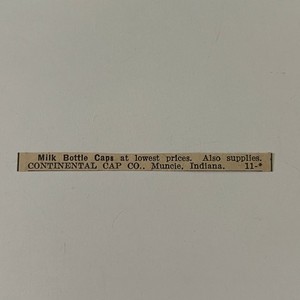 Milk Bottle Caps at lowest prices. Also supplies.
CONTINENTAL CAP CO., Muncie, Indiana. 11-*